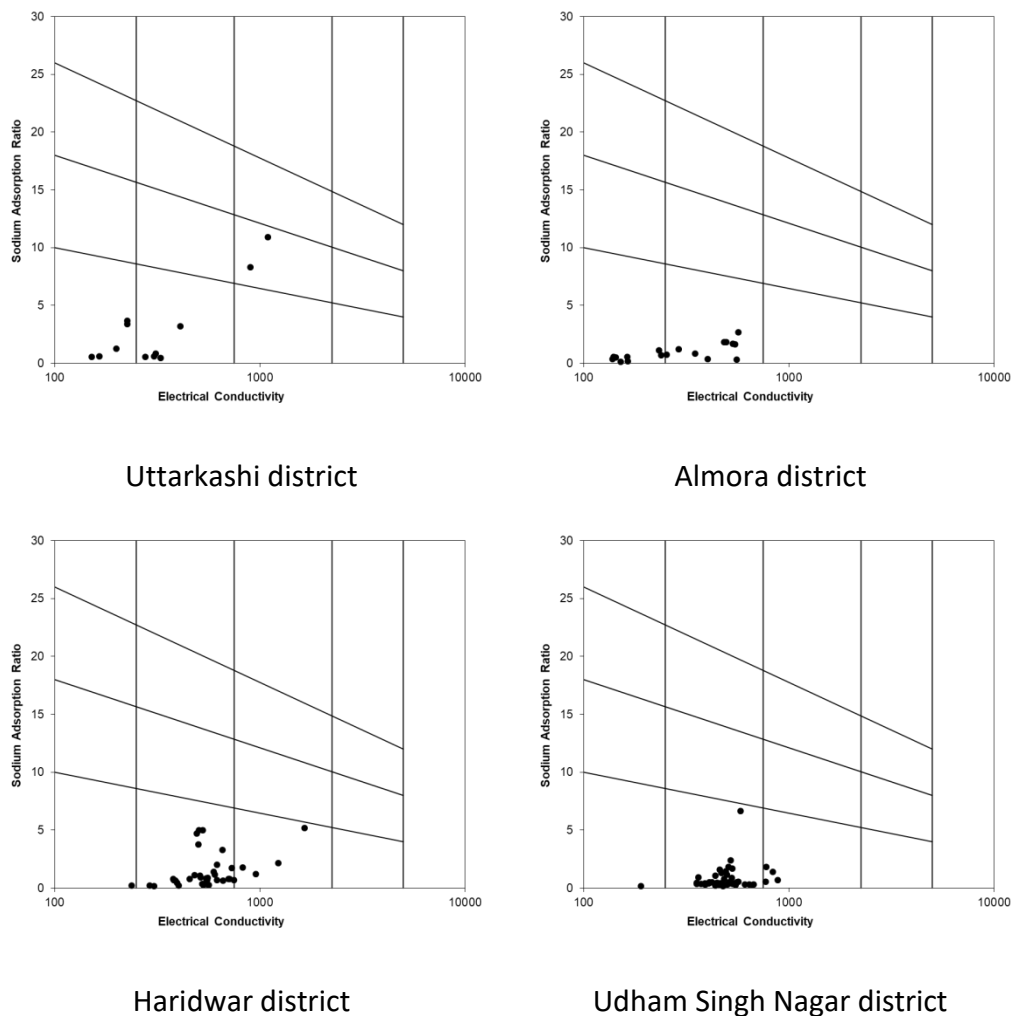 30
25
20
15
10
5
0
Sodium Adsorption Ratio
100 1000 10000
Electrical Conductivity
Uttarkashi district
30
25
20
15
10
5
0
Sodium Adsorption Ratio
100 1000 10000
Electrical Conductivity
Almora district
30
25
20
15
10
5
0
Sodium Adsorption Ratio
100 1000 10000
Electrical Conductivity
Haridwar district
30
25
20
15
10
5
0
Sodium Adsorption Ratio
100 1000 10000
Electrical Conductivity
Udham Singh Nagar district